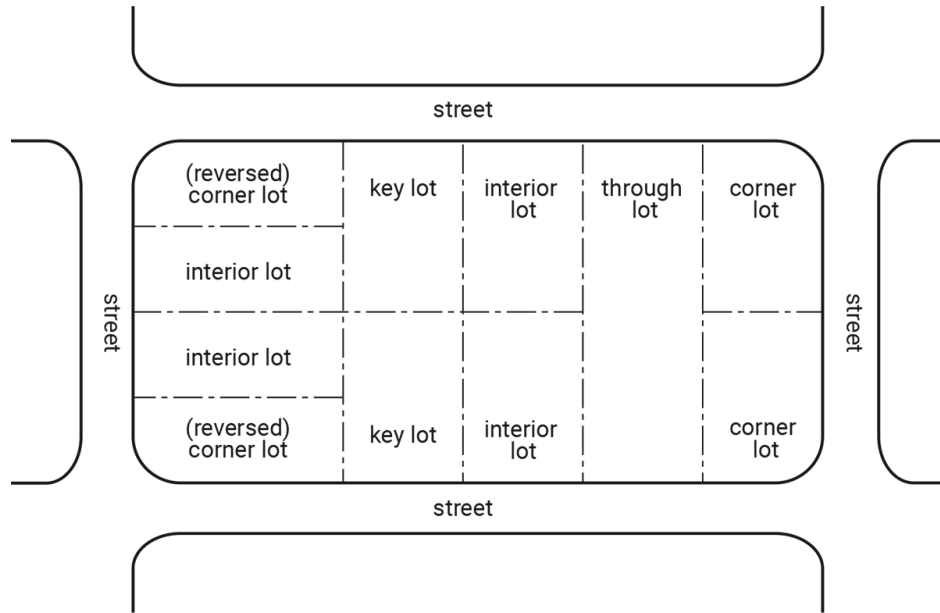 street
(reversed)
corner lot
key lot
interior
lot
through
lot
corner
lot
interior lot
street
street
interior lot
(reversed)
corner lot
key lot
interior
lot
corner
lot
street